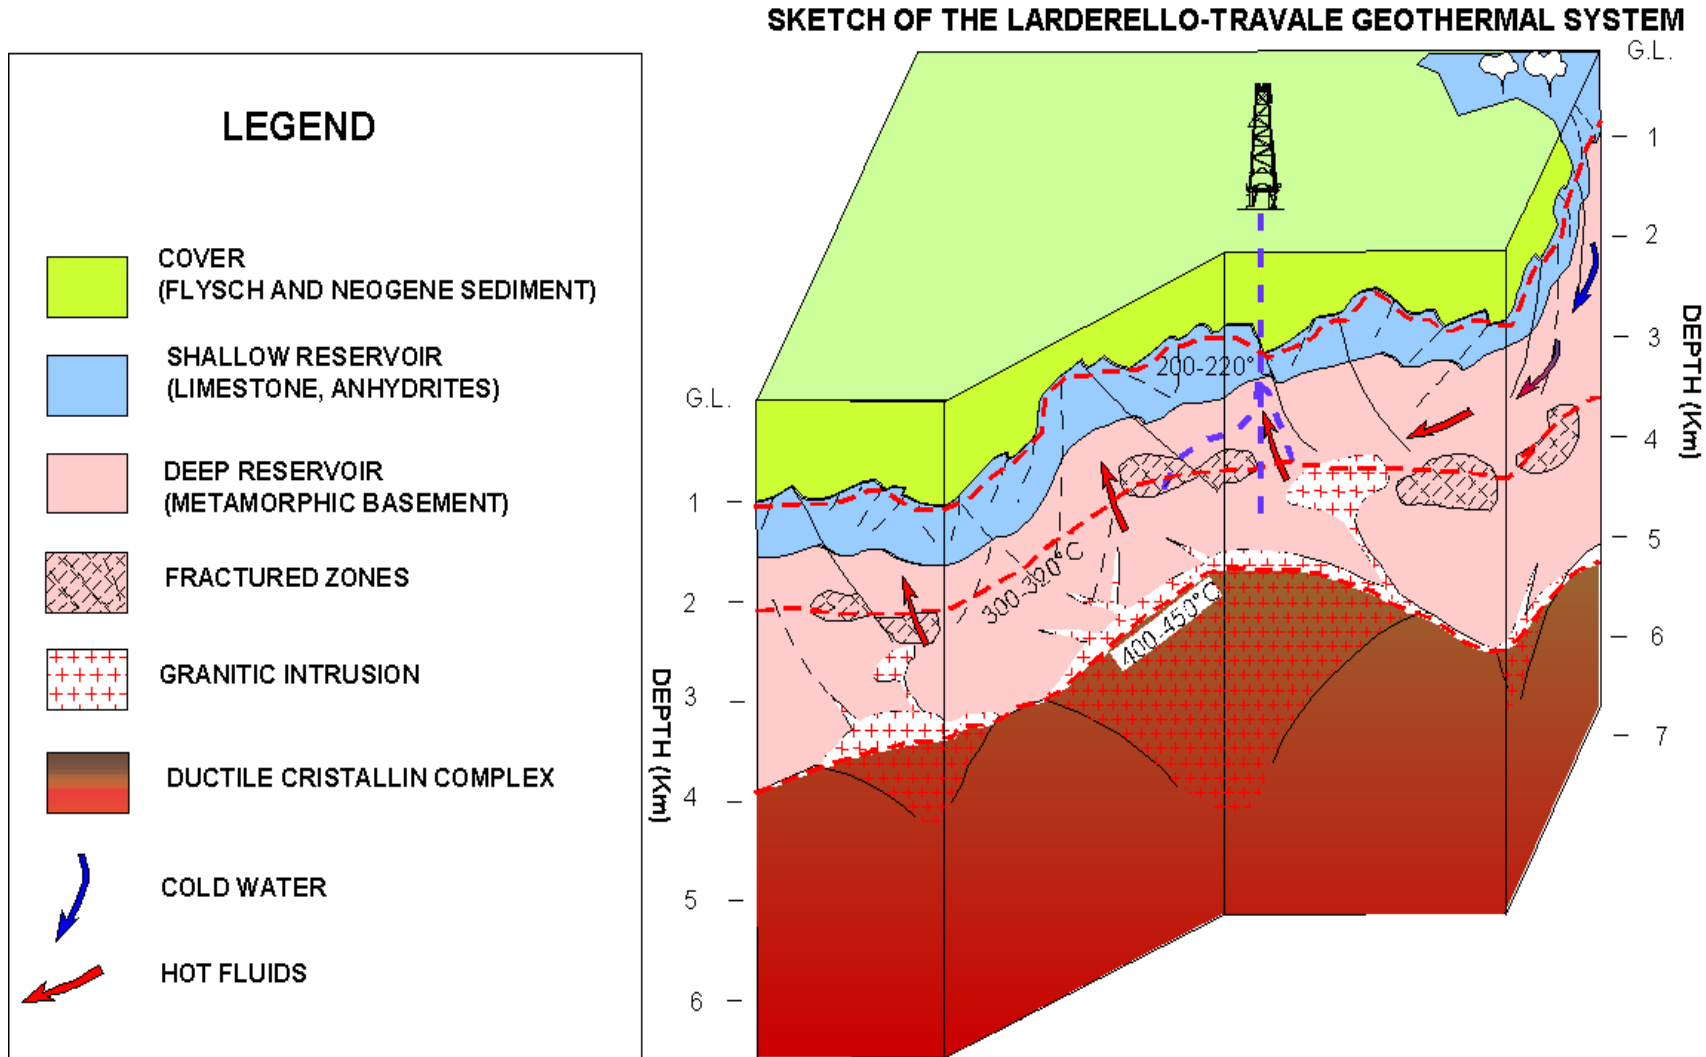 SKETCH OF THE LARDERELLO-TRAVALE GEOTHERMAL SYSTEM
LEGEND
COVER
(FLYSCH AND NEOGENE SEDIMENT)
SHALLOW RESERVOIR
(LIMESTONE, ANHYDRITES)
DEEP RESERVOIR
(METAMORPHIC BASEMENT)
FRACTURED ZONES
GRANITIC INTRUSION
DUCTILE CRISTALLIN COMPLEX
COLD WATER
HOT FLUIDS
G.L.
1
2
3
4
5
6
DEPTH (Km)
200-220°
300-320°C
400-450°C
G.L.
1
2
3
4
5
6
7
DEPTH (Km)